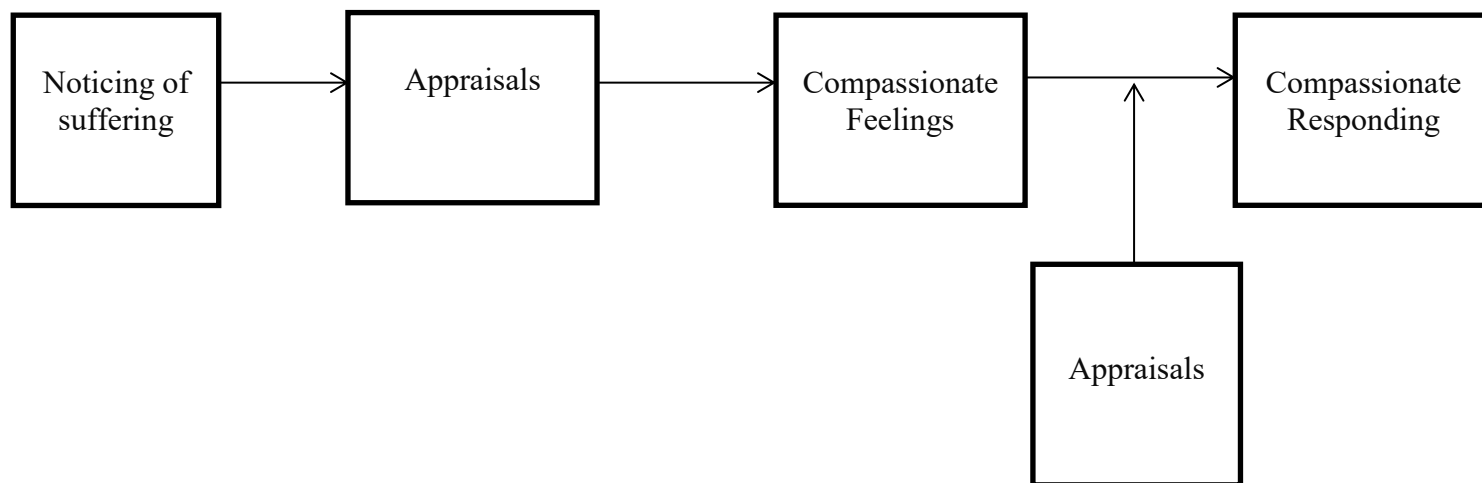 Noticing of
suffering
Appraisals
Compassionate
Feelings
Compassionate
Responding
Appraisals